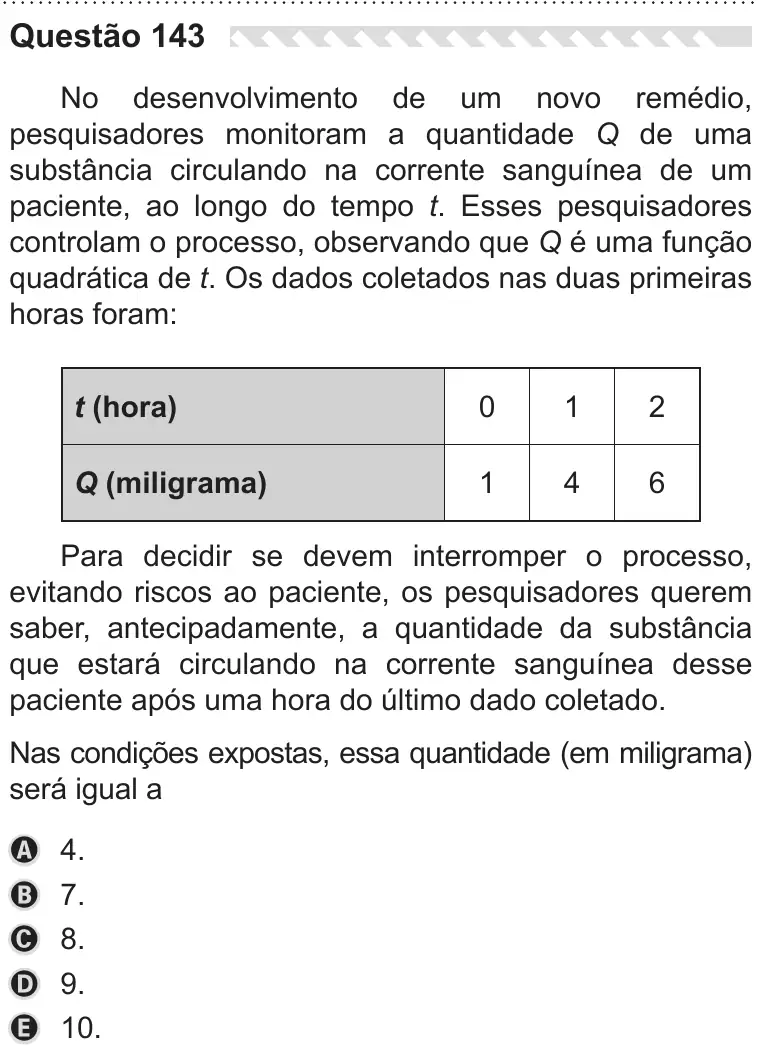 Questão 143
No desenvolvimento de um novo remédio,
pesquisadores monitoram a quantidade Q de uma
substância circulando na corrente sanguínea de um
paciente, ao longo do tempo t. Esses pesquisadores
controlam o processo, observando que Q é uma função
quadrática de t. Os dados coletados nas duas primeiras
horas foram:
t (hora) 0 1 2
Q (miligrama) 1 4 6
Para decidir se devem interromper o processo,
evitando riscos ao paciente, os pesquisadores querem
saber, antecipadamente, a quantidade da substância
que estará circulando na corrente sanguínea desse
paciente após uma hora do último dado coletado.
Nas condições expostas, essa quantidade (em miligrama)
será igual a
A 4.
B 7.
C 8.
D 9.
E 10.